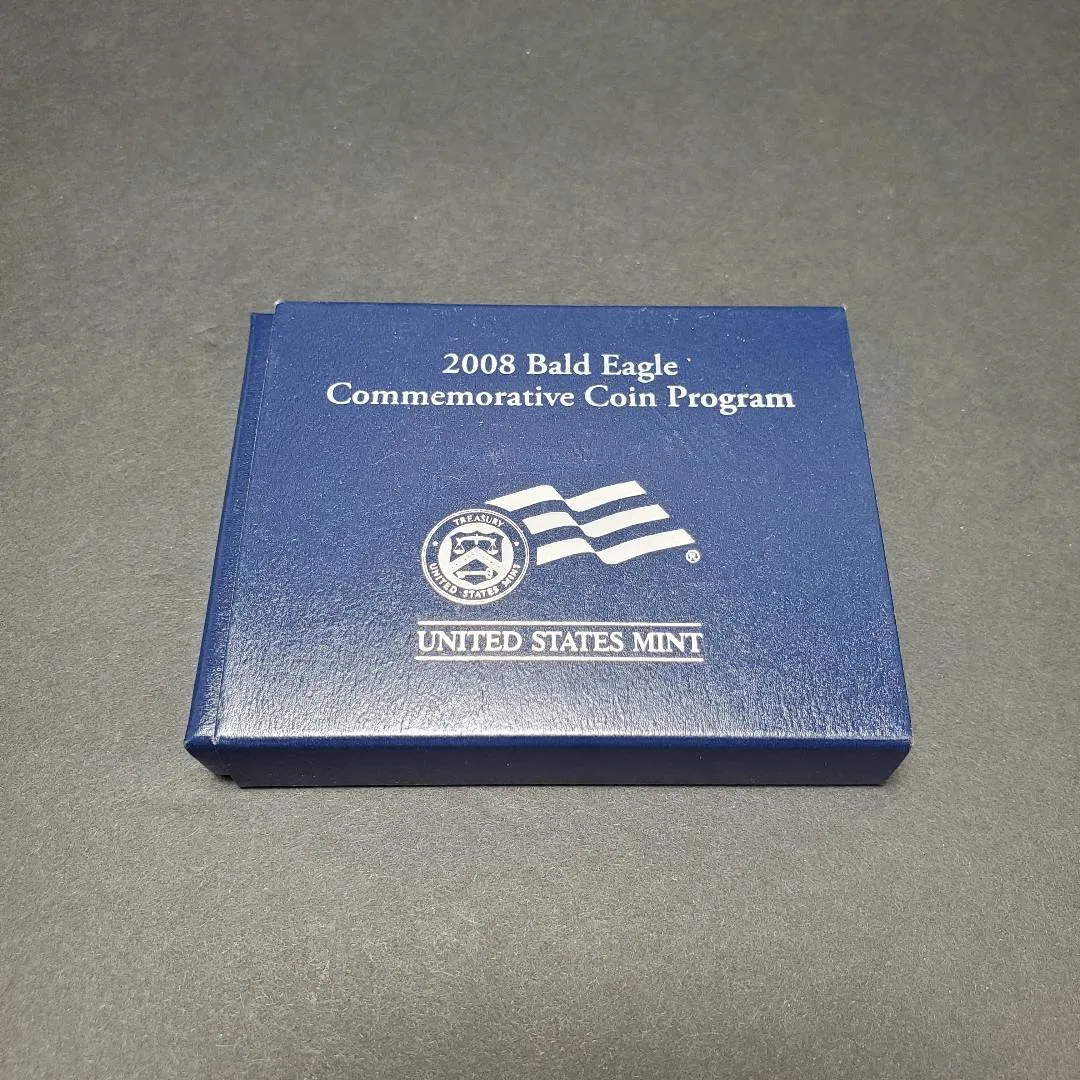 2008 Bald Eagle
Commemorative Coin Program
TREASURY
UNITED STATES MINT
®
UNITED STATES MINT